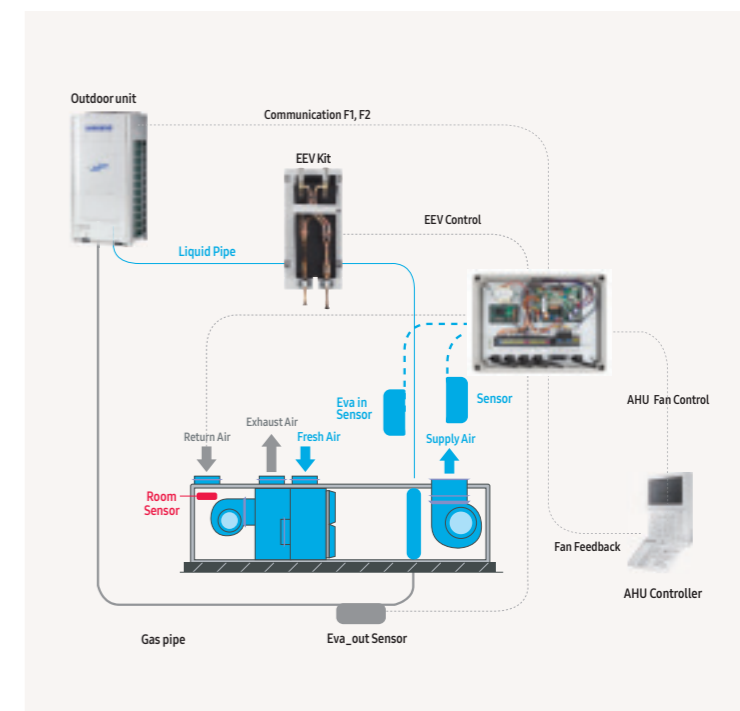 Outdoor unit
Communication F1, F2
EEV Kit
EEV Control
Liquid Pipe
Eva in
Sensor
Sensor
AHU Fan Control
Exhaust Air
Return Air
Fresh Air
Supply Air
Room
Sensor
Fan Feedback
AHU Controller
Gas pipe
Eva_out Sensor